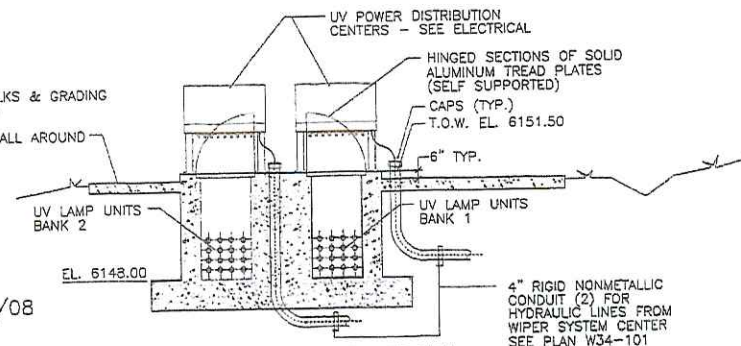 UV POWER DISTRIBUTION
CENTERS - SEE ELECTRICAL
HINGED SECTIONS OF SOLID
ALUMINUM TREAD PLATES
(SELF SUPPORTED)
LKS & GRADING
CAPS (TYP.)
T.O.W. EL. 6151.50
ALL AROUND
6" TYP.
UV LAMP UNITS
BANK 2
UV LAMP UNITS
BANK 1
EL. 6148.00
4" RIGID NONMETALLIC
CONDUIT (2) FOR
HYDRAULIC LINES FROM
WIPER SYSTEM CENTER
SEE PLAN W34-101
/08